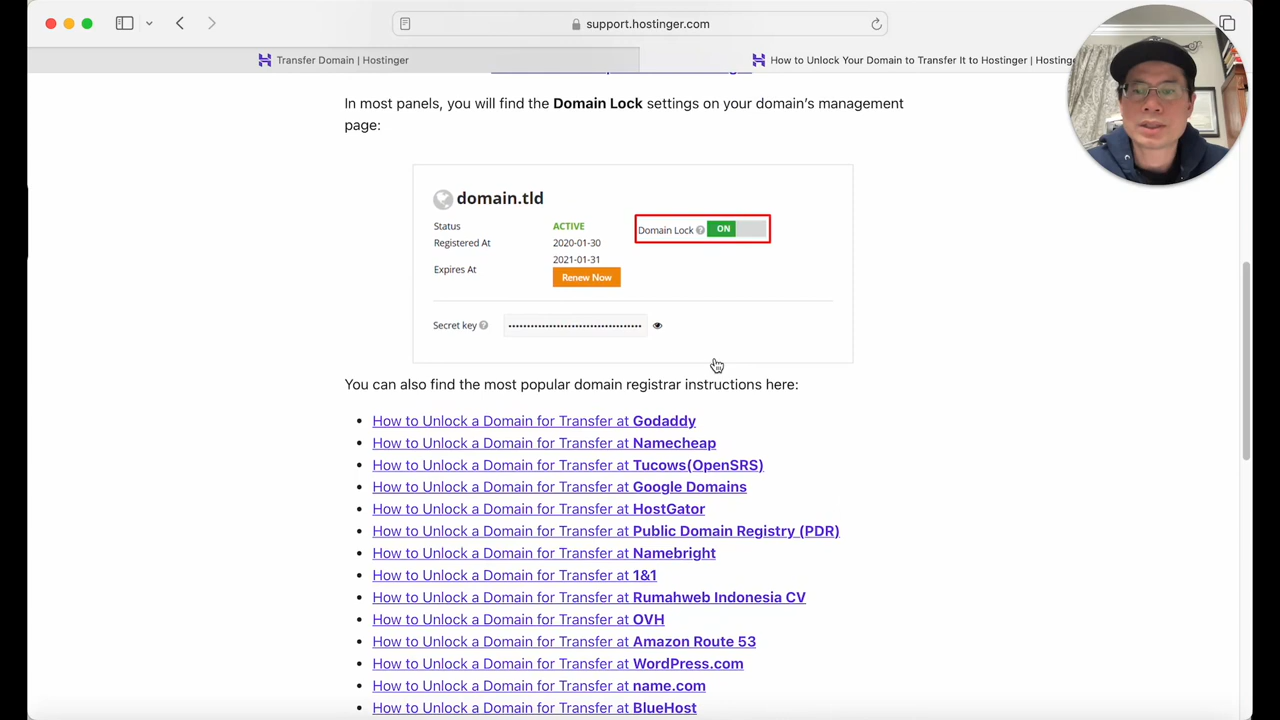 support.hostinger.com
Transfer Domain | Hostinger
How to Unlock Your Domain to Transfer It to Hostinger | Hostinge
In most panels, you will find the Domain Lock settings on your domain's management
page:
domain.tld
Status ACTIVE
Domain Lock ? ON
Registered At 2020-01-30
2021-01-31
Expires At
Renew Now
Secret key ? ••••••••••••••••••••••••••••••••••••
You can also find the most popular domain registrar instructions here:
• How to Unlock a Domain for Transfer at Godaddy
• How to Unlock a Domain for Transfer at Namecheap
• How to Unlock a Domain for Transfer at Tucows(OpenSRS)
• How to Unlock a Domain for Transfer at Google Domains
• How to Unlock a Domain for Transfer at HostGator
• How to Unlock a Domain for Transfer at Public Domain Registry (PDR)
• How to Unlock a Domain for Transfer at Namebright
• How to Unlock a Domain for Transfer at 1&1
• How to Unlock a Domain for Transfer at Rumahweb Indonesia CV
• How to Unlock a Domain for Transfer at OVH
• How to Unlock a Domain for Transfer at Amazon Route 53
• How to Unlock a Domain for Transfer at WordPress.com
• How to Unlock a Domain for Transfer at name.com
• How to Unlock a Domain for Transfer at BlueHost